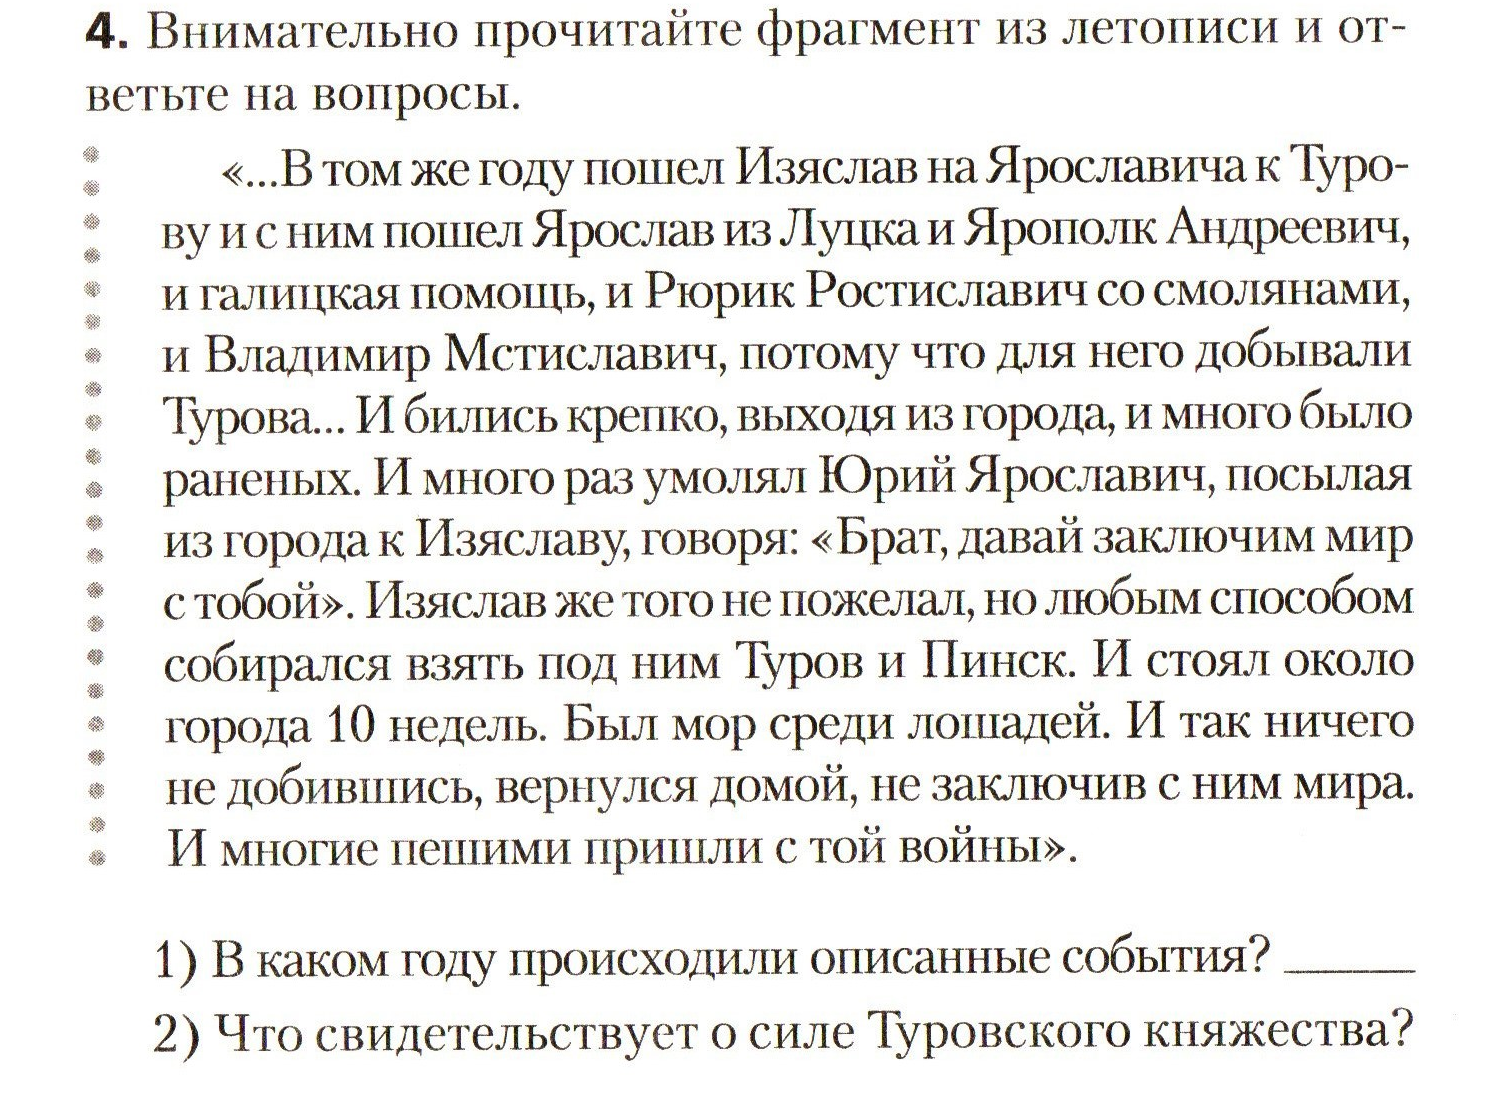 4. Внимательно прочитайте фрагмент из летописи и от-
ветьте на вопросы.
«...В том же году пошел Изяслав на Ярославича к Туро-
ву и с ним пошел Ярослав из Луцка и Ярополк Андреевич,
и галицкая помощь, и Рюрик Ростиславич со смолянами,
и Владимир Мстиславич, потому что для него добывали
Турова... И бились крепко, выходя из города, и много было
раненых. И много раз умолял Юрий Ярославич, посылая
из города к Изяславу, говоря: «Брат, давай заключим мир
с тобой». Изяслав же того не пожелал, но любым способом
собирался взять под ним Туров и Пинск. И стоял около
города 10 недель. Был мор среди лошадей. И так ничего
не добившись, вернулся домой, не заключив с ним мира.
И многие пешими пришли с той войны».
1) В каком году происходили описанные события? _____
2) Что свидетельствует о силе Туровского княжества?